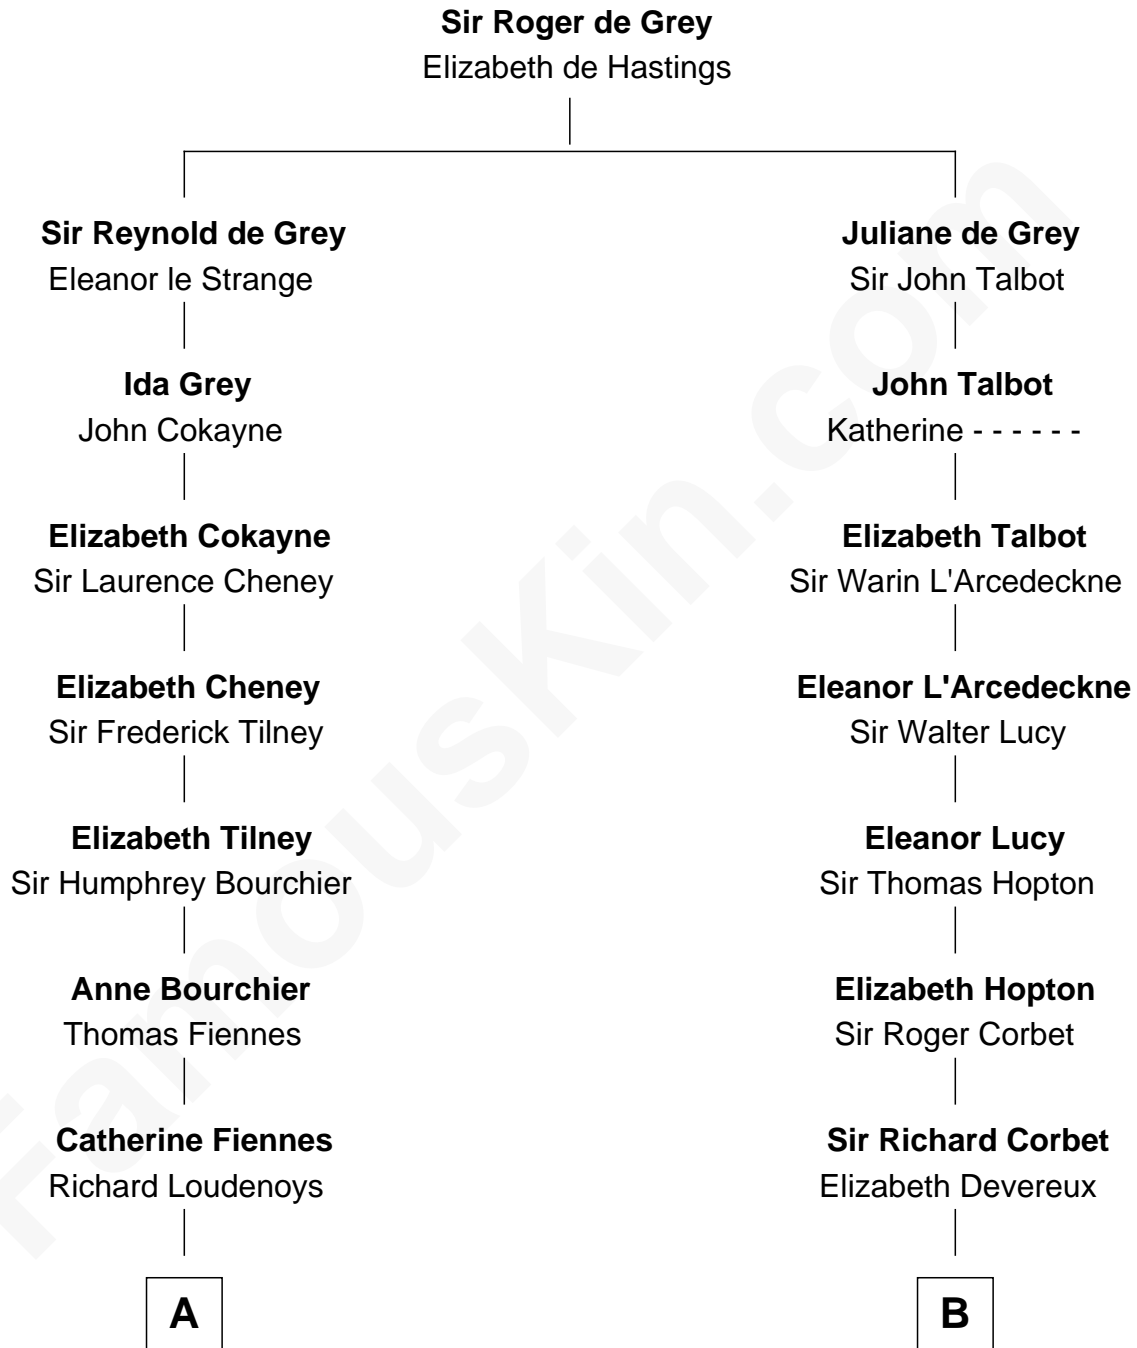 Sir Roger de Grey
Elizabeth de Hastings
Sir Reynold de Grey
Eleanor le Strange
Ida Grey
John Cokayne
Elizabeth Cokayne
Sir Laurence Cheney
Elizabeth Cheney
Sir Frederick Tilney
Elizabeth Tilney
Sir Humphrey Bourchier
Anne Bourchier
Thomas Fiennes
Catherine Fiennes
Richard Loudenoys
A
Juliane de Grey
Sir John Talbot
John Talbot
Katherine - - - - - -
Elizabeth Talbot
Sir Warin L'Arcedeckne
Eleanor L'Arcedeckne
Sir Walter Lucy
Eleanor Lucy
Sir Thomas Hopton
Elizabeth Hopton
Sir Roger Corbet
Sir Richard Corbet
Elizabeth Devereux
B
FamousKin.com